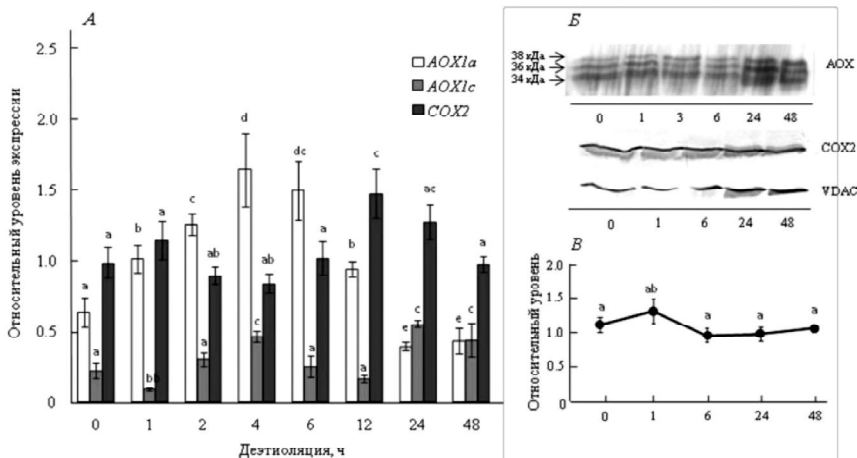 А
Относительный уровень экспрессии
2.5
2.0
1.5
1.0
0.5
0
AOX1a
AOX1c
COX2
a
a
a
b
bb
a
c
a
ab
d
c
ab
dc
a
a
b
a
c
e
c
ac
e
c
a
0 1 2 4 6 12 24 48
Деэтиоляция, ч
Б
38 кДа
36 кДа
34 кДа
AOX
0 1 3 6 24 48
COX2
VDAC
0 1 6 24 48
В
Относительный уровень
2.0
1.5
1.0
0.5
0
a
ab
a
a
a
0 1 6 24 48